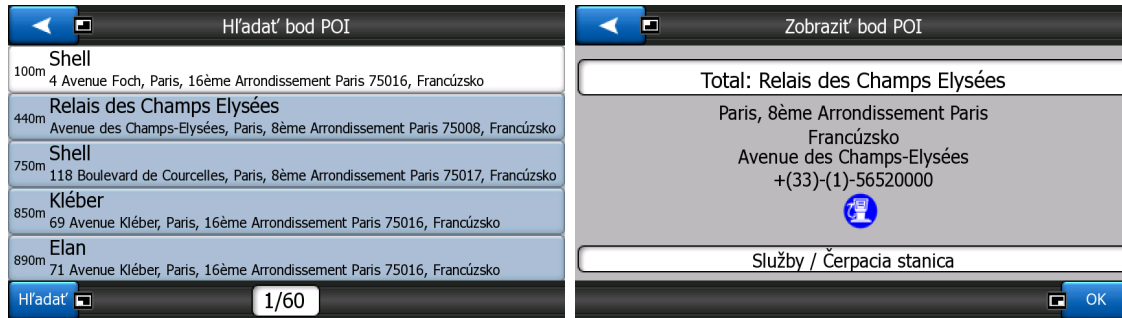 Hľadať bod POI
100m
Shell
4 Avenue Foch, Paris, 16ème Arrondissement Paris 75016, Francúzsko
440m
Relais des Champs Elysées
Avenue des Champs-Elysées, Paris, 8ème Arrondissement Paris 75008, Francúzsko
750m
Shell
118 Boulevard de Courcelles, Paris, 8ème Arrondissement Paris 75017, Francúzsko
850m
Kléber
69 Avenue Kléber, Paris, 16ème Arrondissement Paris 75016, Francúzsko
890m
Elan
71 Avenue Kléber, Paris, 16ème Arrondissement Paris 75016, Francúzsko
Hľadať
1/60
Zobraziť bod POI
Total: Relais des Champs Elysées
Paris, 8ème Arrondissement Paris
Francúzsko
Avenue des Champs-Elysées
+(33)-(1)-56520000
Služby / Čerpacia stanica
OK